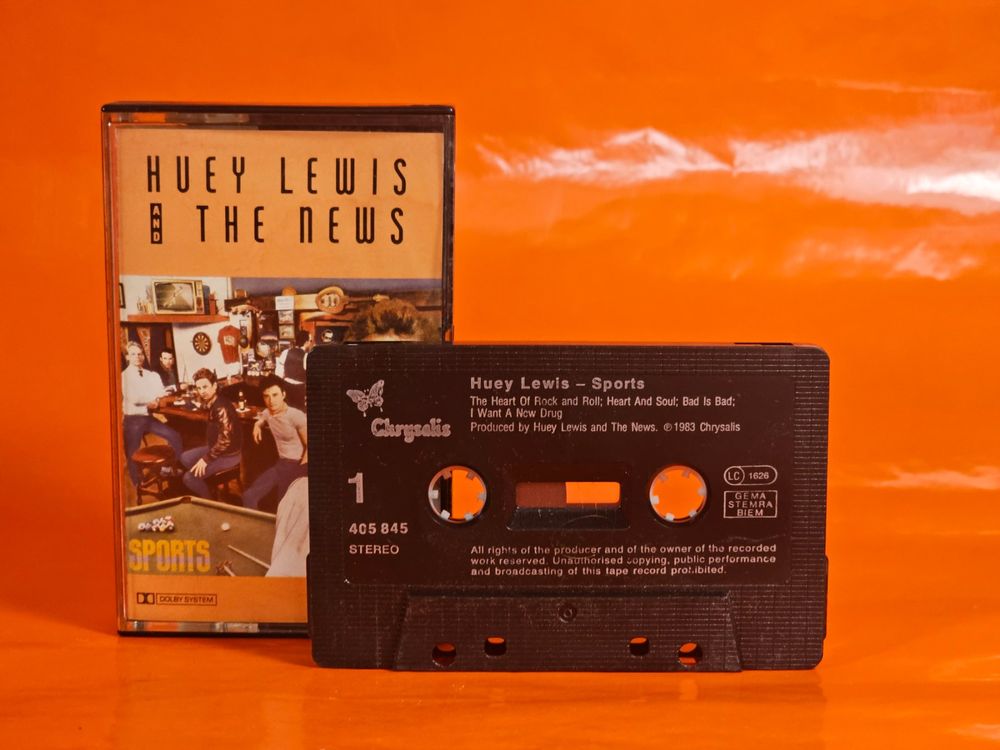 HUEY LEWIS
AND THE NEWS
SPORTS
DOLBY SYSTEM
Chrysalis
Huey Lewis – Sports
The Heart Of Rock and Roll; Heart And Soul; Bad Is Bad;
I Want A New Drug
Produced by Huey Lewis and The News. ℗1983 Chrysalis
1
405 845
STEREO
LC 1626
GEMA
STEMRA
BIEM
All rights of the producer and of the owner of the recorded
work reserved. Unauthorised copying, public performance
and broadcasting of this tape record prohibited.